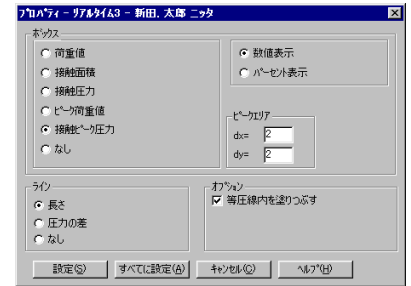 ﾌﾟﾛﾊﾟﾃｨ - ﾘｱﾙﾀｲﾑ3 - 新田. 太郎 ニッタ
ﾎﾞｯｸｽ
荷重値
接触面積
接触圧力
ﾋﾟｰｸ荷重値
接触ﾋﾟｰｸ圧力
なし
数値表示
ﾊﾟｰｾﾝﾄ表示
ﾋﾟｰｸｴﾘｱ
dx= 2
dy= 2
ﾗｲﾝ
長さ
圧力の差
なし
ｵﾌﾟｼｮﾝ
等圧線内を塗りつぶす
設定(S)
すべてに設定(A)
ｷｬﾝｾﾙ(C)
ﾍﾙﾌﾟ(H)